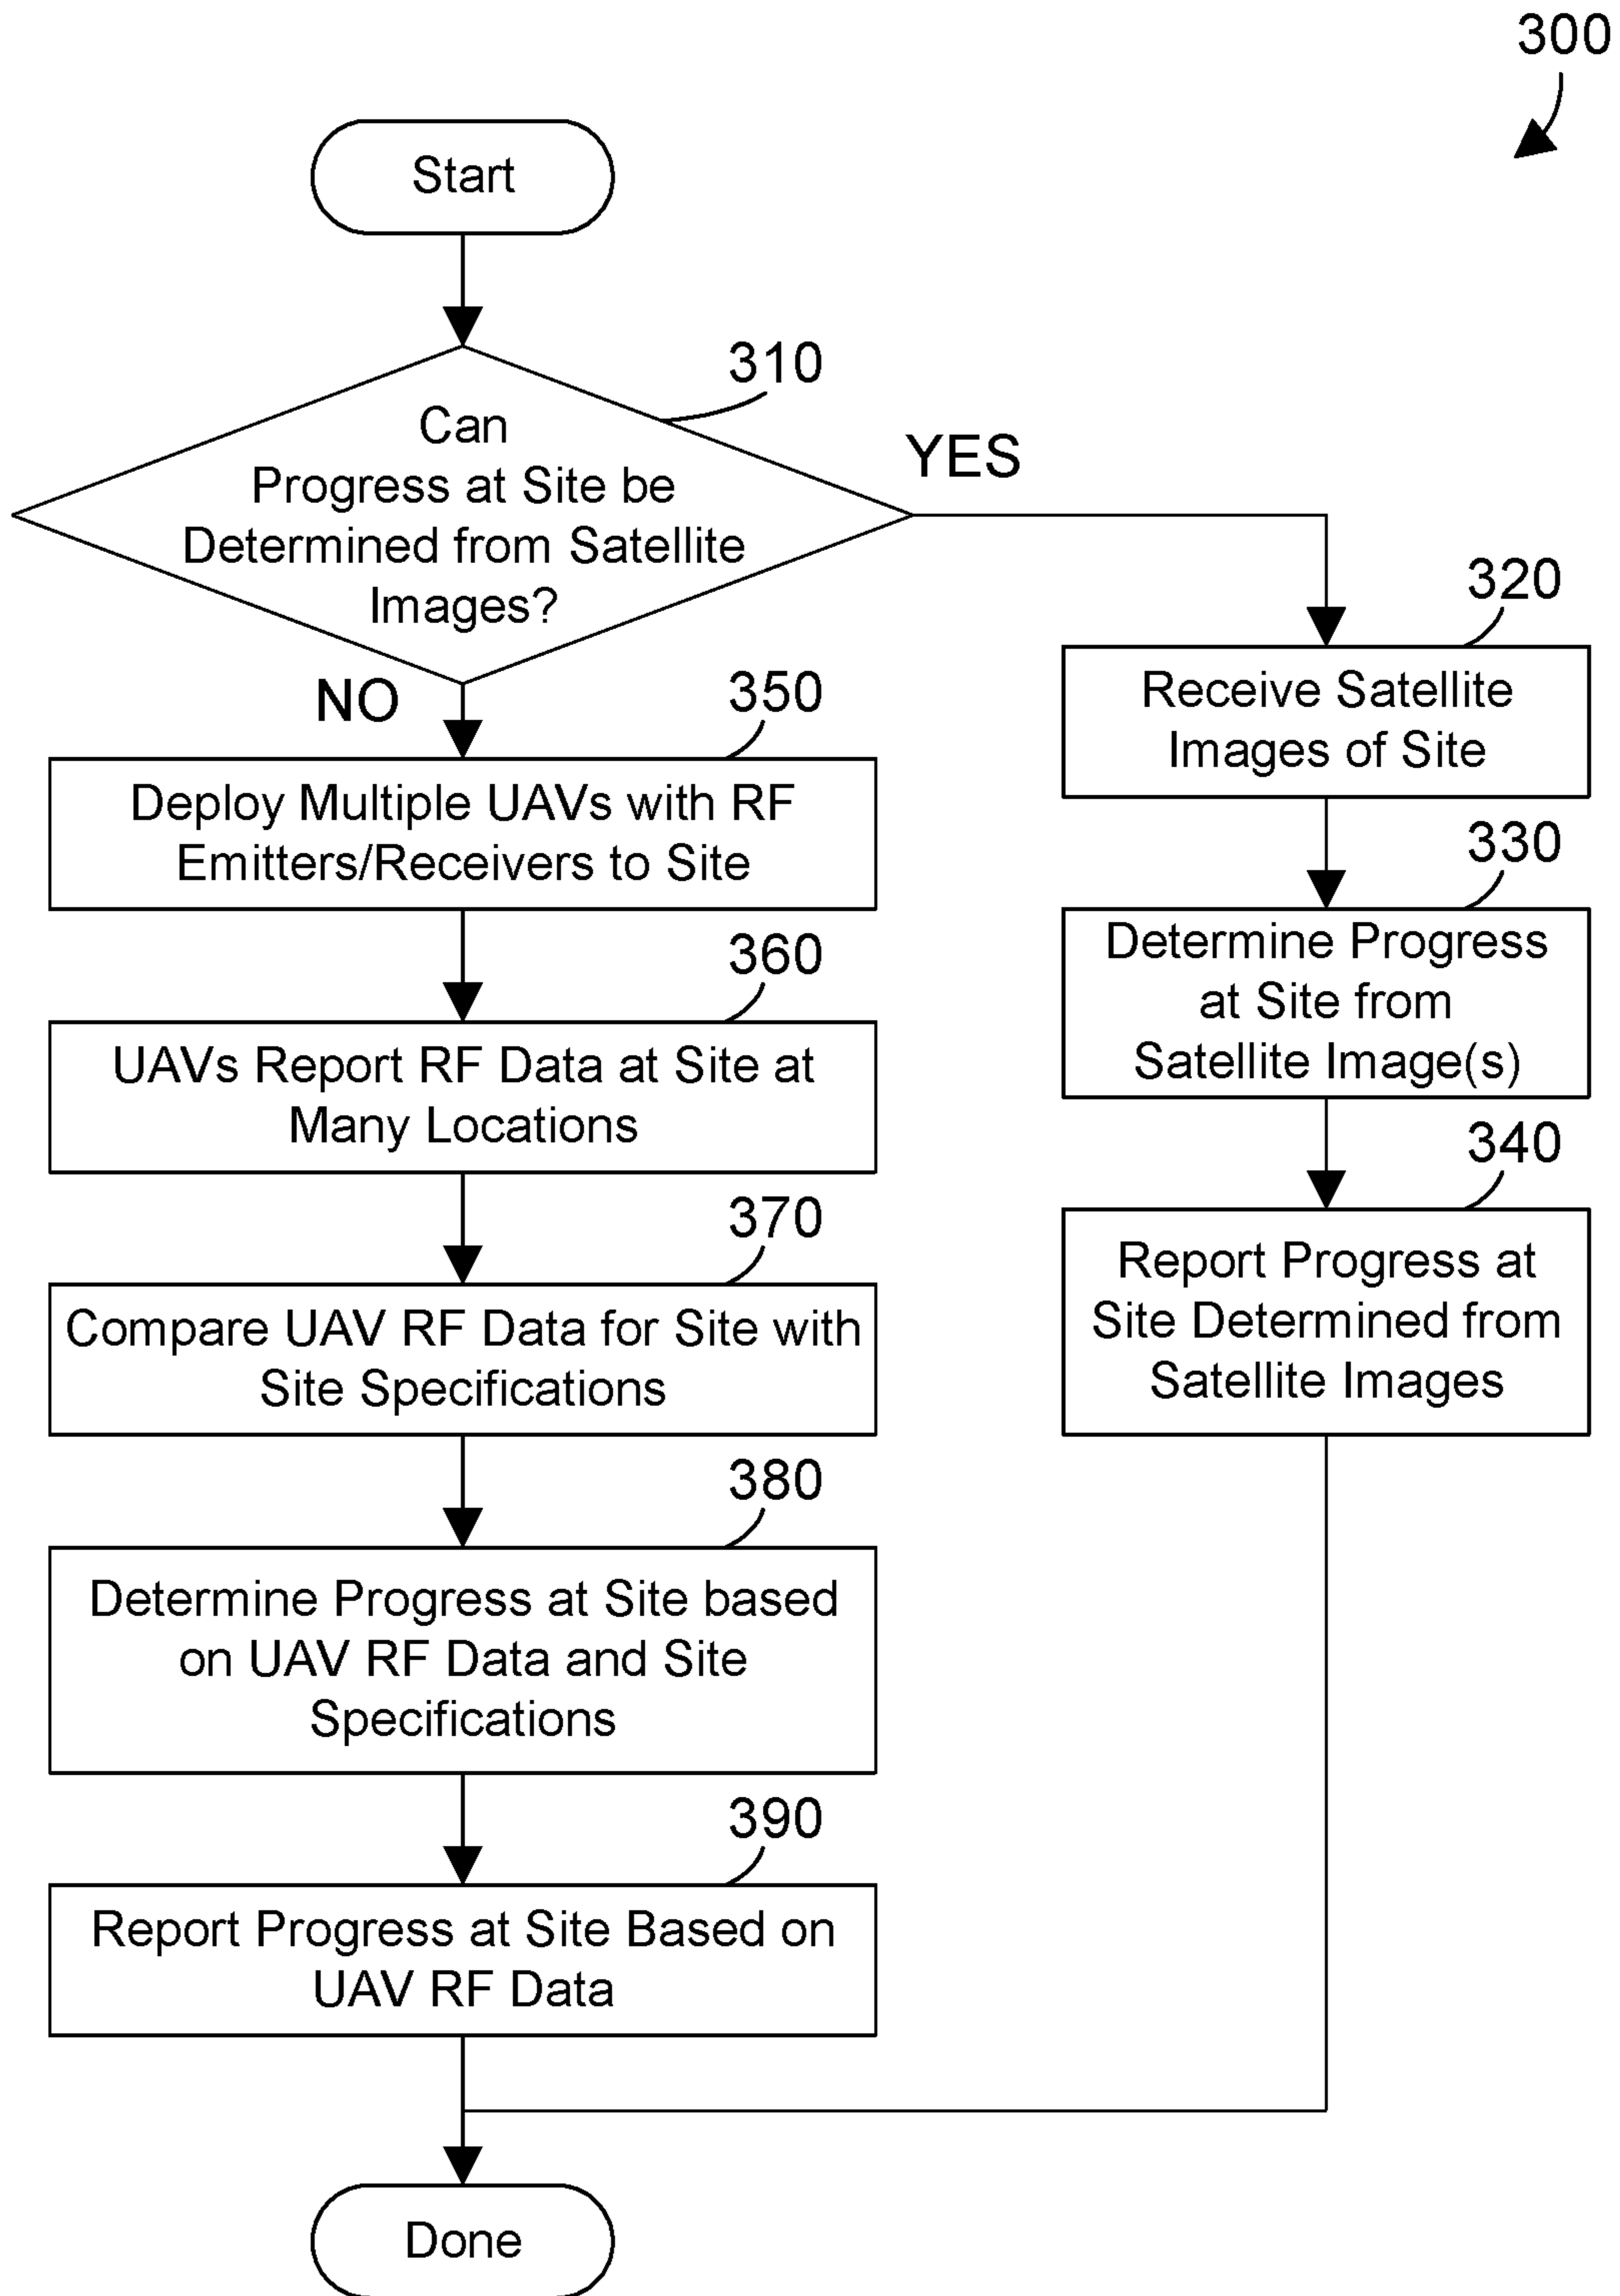 300
Start
310
Can
Progress at Site be
Determined from Satellite
Images?
YES
320
Receive Satellite
Images of Site
330
Determine Progress
at Site from
Satellite Image(s)
340
Report Progress at
Site Determined from
Satellite Images
NO
350
Deploy Multiple UAVs with RF
Emitters/Receivers to Site
360
UAVs Report RF Data at Site at
Many Locations
370
Compare UAV RF Data for Site with
Site Specifications
380
Determine Progress at Site based
on UAV RF Data and Site
Specifications
390
Report Progress at Site Based on
UAV RF Data
Done